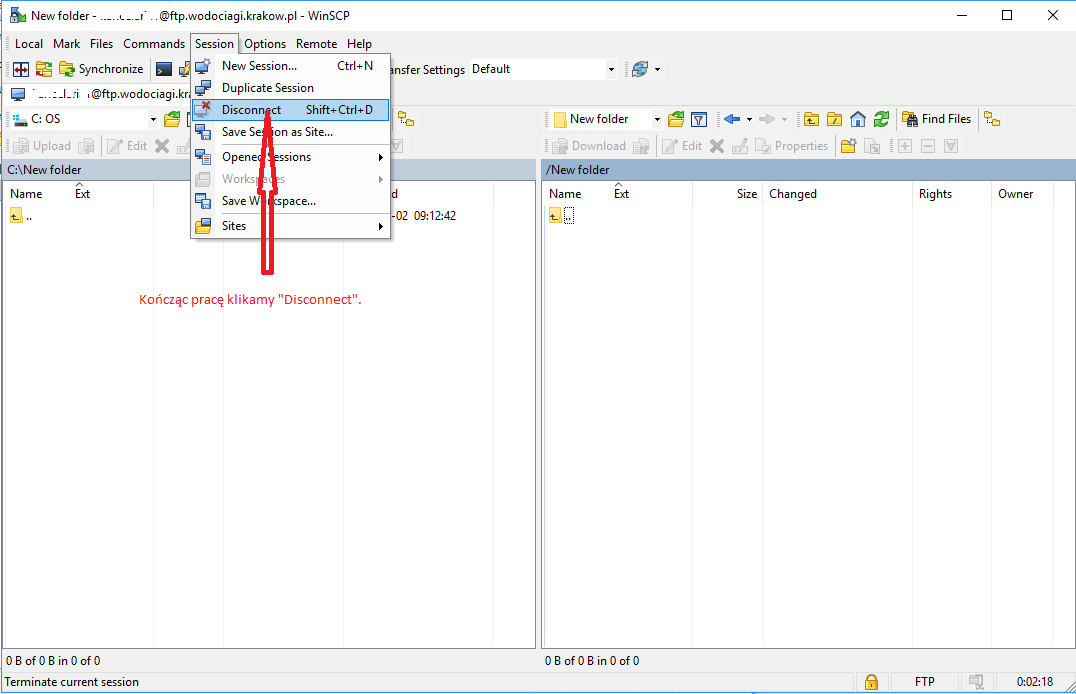 New folder - @ftp.wodociagi.krakow.pl - WinSCP
Local Mark Files Commands Session Options Remote Help
Synchronize
New Session... Ctrl+N
Duplicate Session
Disconnect Shift+Ctrl+D
Save Session as Site...
Opened Sessions
Workspaces
Save Workspace...
Sites
Settings Default
@ftp.wodociagi.
C: OS
New folder Find Files
Upload Edit
Download Edit Properties
C:\New folder
/New folder
Name Ext
Name Ext Size Changed Rights Owner
.. -02 09:12:42
..
Kończąc pracę klikamy "Disconnect".
0 B of 0 B in 0 of 0
0 B of 0 B in 0 of 0
Terminate current session FTP 0:02:18